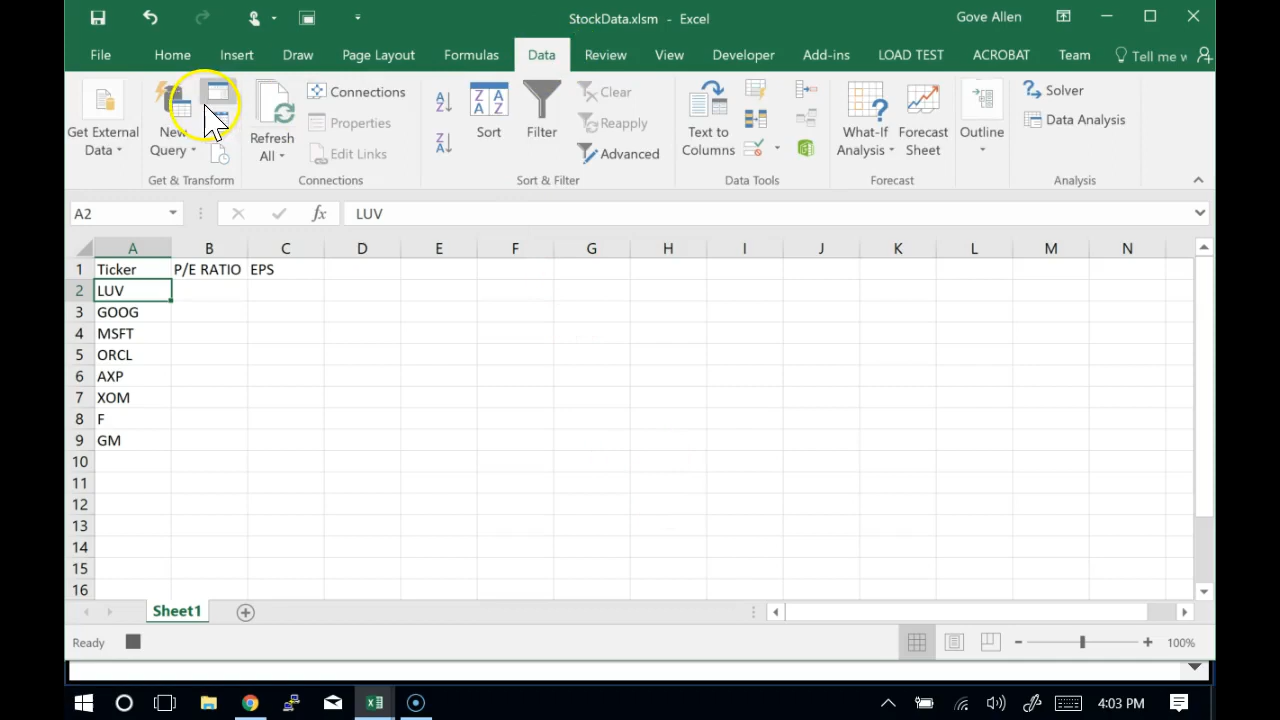 StockData.xlsm - Excel
Gove Allen
File Home Insert Draw Page Layout Formulas Data Review View Developer Add-ins LOAD TEST ACROBAT Team Tell me w
Get External Data
New Query
Get & Transform
Refresh All
Connections
Properties
Edit Links
Connections
A Z
Z A
Z A A Z
Sort
Filter
Clear
Reapply
Advanced
Sort & Filter
Text to Columns
Data Tools
What-If Analysis
Forecast Sheet
Forecast
Outline
Solver
Data Analysis
Analysis
A2 fx LUV
A B C D E F G H I J K L M N
1 Ticker P/E RATIO EPS
2 LUV
3 GOOG
4 MSFT
5 ORCL
6 AXP
7 XOM
8 F
9 GM
10
11
12
13
14
15
16
Sheet1
Ready 100%
4:03 PM